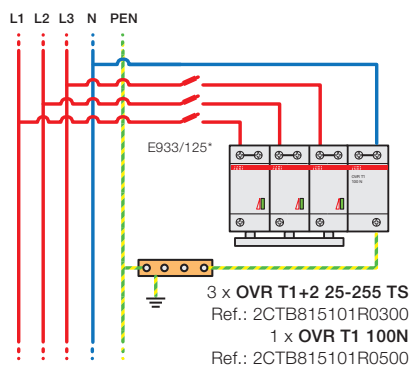 L1 L2 L3 N PEN
E933/125*
OVR T1
100 N
3 x OVR T1+2 25-255 TS
Ref.: 2CTB815101R0300
1 x OVR T1 100N
Ref.: 2CTB815101R0500